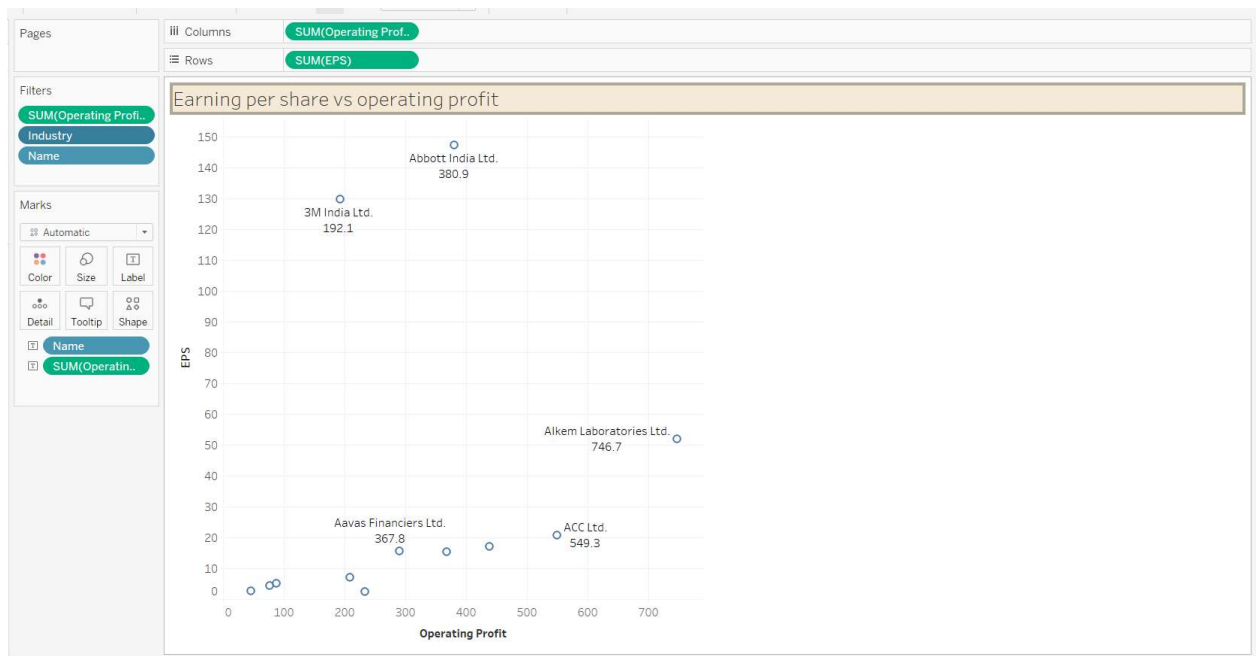 Pages
iii Columns
SUM(Operating Prof..
Rows
SUM(EPS)
Filters
SUM(Operating Profi..
Industry
Name
Marks
Automatic
Color
Size
Label
Detail
Tooltip
Shape
Name
SUM(Operatin..
Earning per share vs operating profit
EPS
150
140
130
120
110
100
90
80
70
60
50
40
30
20
10
0
Abbott India Ltd.
380.9
3M India Ltd.
192.1
Alkem Laboratories Ltd.
746.7
Aavas Financiers Ltd.
367.8
ACC Ltd.
549.3
0 100 200 300 400 500 600 700
Operating Profit